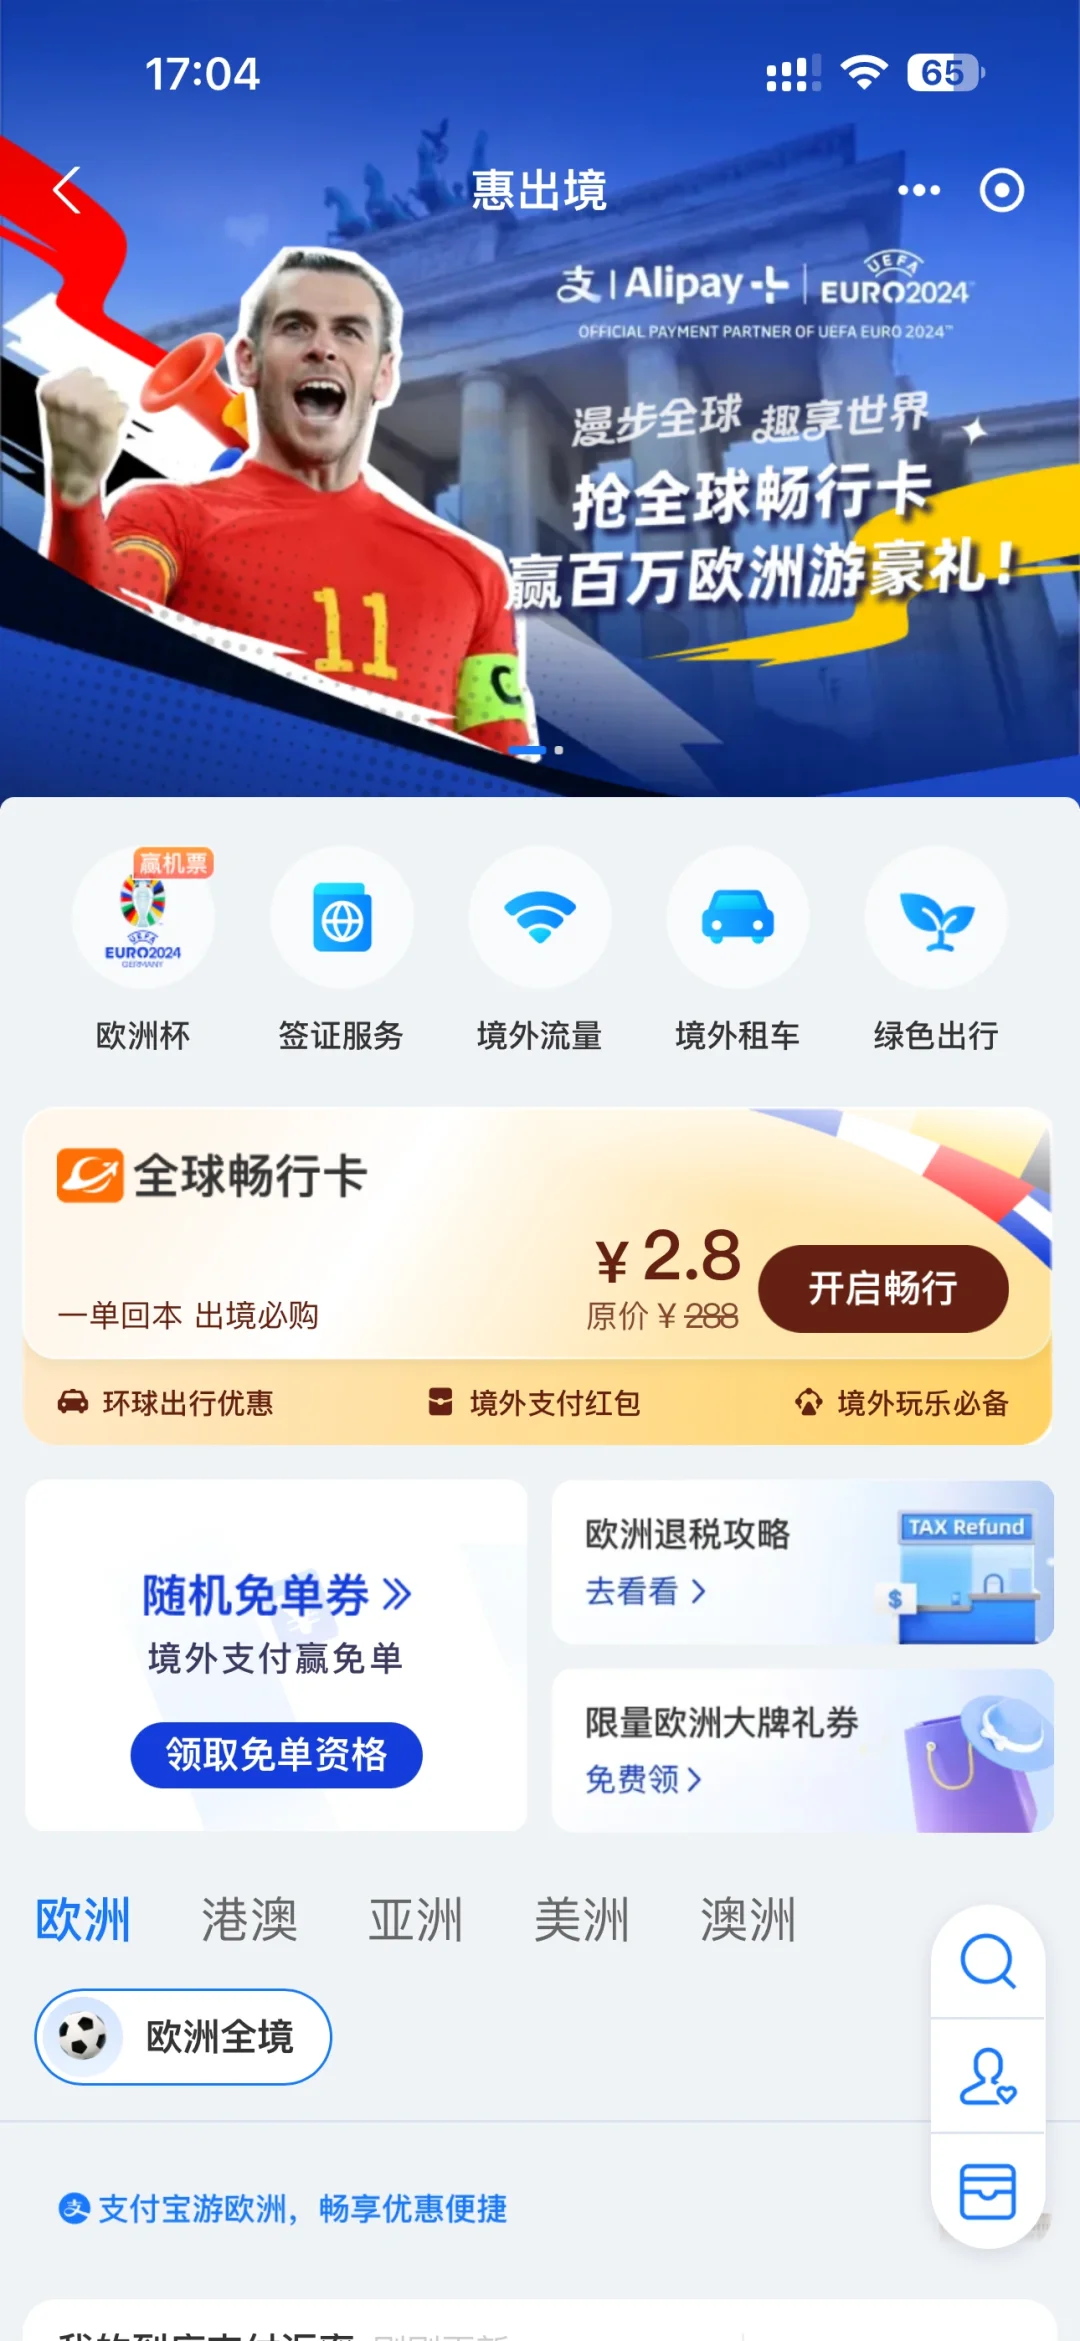 17:04
65
惠出境
支 | Alipay+ | UEFA EURO2024™
OFFICIAL PAYMENT PARTNER OF UEFA EURO 2024™
漫步全球 趣享世界
抢全球畅行卡
赢百万欧洲游豪礼!
11
C
赢机票
UEFA
EURO2024
GERMANY
欧洲杯
签证服务
境外流量
境外租车
绿色出行
全球畅行卡
¥2.8
开启畅行
一单回本 出境必购
原价¥288
环球出行优惠
境外支付红包
境外玩乐必备
随机免单券
境外支付赢免单
领取免单资格
欧洲退税攻略
去看看
TAX Refund
$
限量欧洲大牌礼券
免费领
欧洲
港澳
亚洲
美洲
澳洲
欧洲全境
支 支付宝游欧洲，畅享优惠便捷